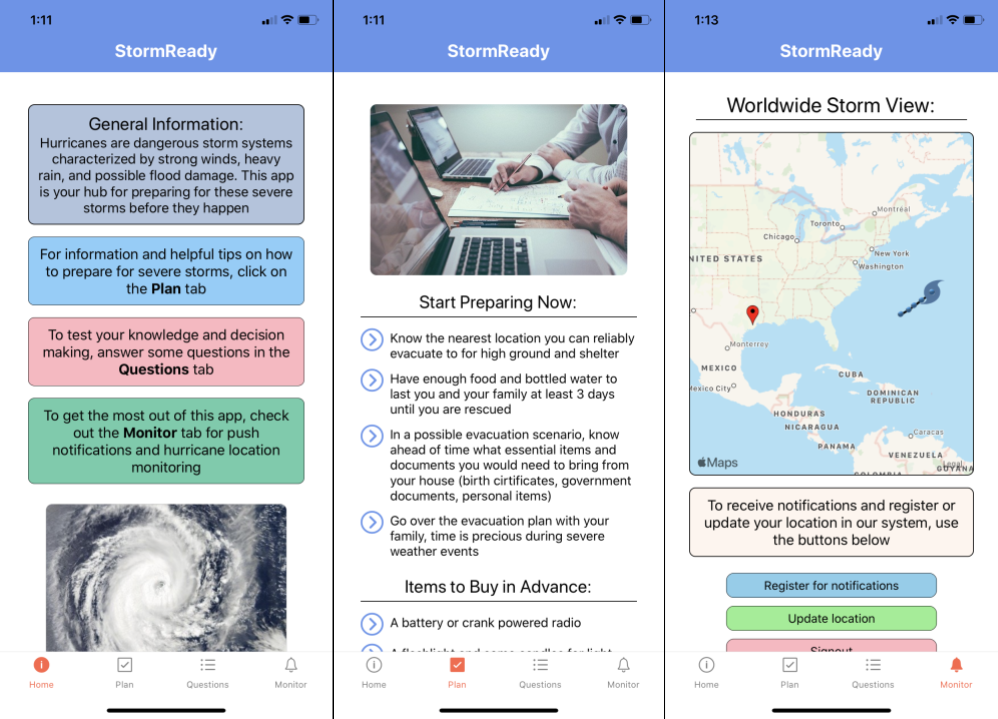 1:11
StormReady
General Information:
Hurricanes are dangerous storm systems
characterized by strong winds, heavy
rain, and possible flood damage. This app
is your hub for preparing for these severe
storms before they happen
For information and helpful tips on how
to prepare for severe storms, click on
the Plan tab
To test your knowledge and decision
making, answer some questions in the
Questions tab
To get the most out of this app, check
out the Monitor tab for push
notifications and hurricane location
monitoring
Home
Plan
Questions
Monitor
1:11
StormReady
Start Preparing Now:
Know the nearest location you can reliably
evacuate to for high ground and shelter
Have enough food and bottled water to
last you and your family at least 3 days
until you are rescued
In a possible evacuation scenario, know
ahead of time what essential items and
documents you would need to bring from
your house (birth cirtificates, government
documents, personal items)
Go over the evacuation plan with your
family, time is precious during severe
weather events
Items to Buy in Advance:
A battery or crank powered radio
A flashlight and some candles for light
Home
Plan
Questions
Monitor
1:13
StormReady
Worldwide Storm View:
Montréal
Toronto
Chicago
New York
NITED STATES
Washington
Monterrey
MEXICO
CUBA
Mexico City
DOMINICAN
REPUBLIC
HONDURAS
NICARAGUA
Caracas
PANAMA
VENEZUELA
Maps
Legal
GUYANA
COLOMBIA
To receive notifications and register or
update your location in our system, use
the buttons below
Register for notifications
Update location
Signout
Home
Plan
Questions
Monitor